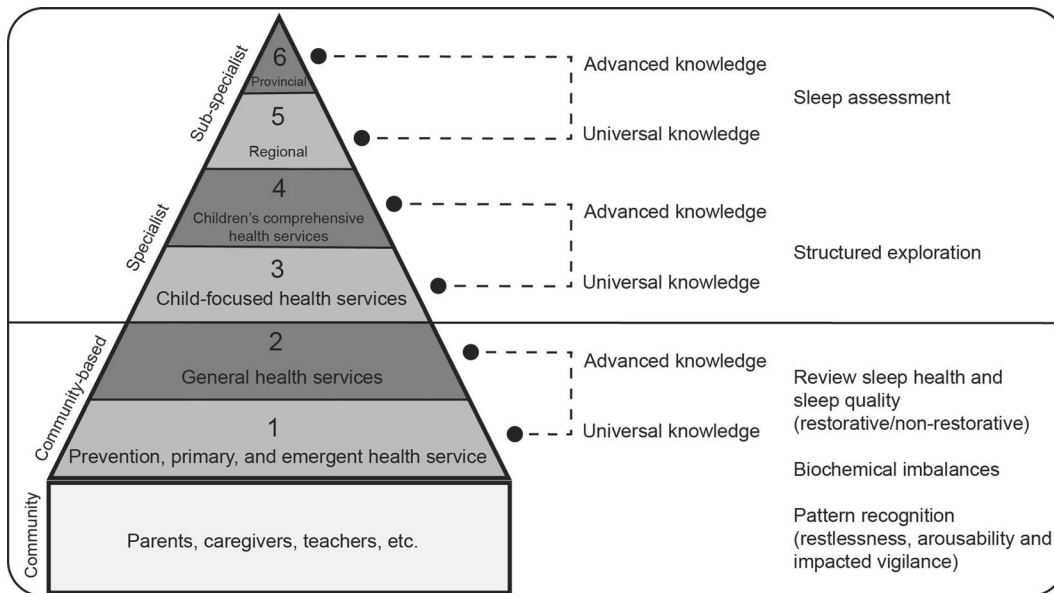 Sub-specialist
6
Provincial
5
Regional
Advanced knowledge
Universal knowledge
Sleep assessment
Specialist
4
Children's comprehensive
health services
3
Child-focused health services
Advanced knowledge
Universal knowledge
Structured exploration
Community-based
2
General health services
1
Prevention, primary, and emergent health service
Advanced knowledge
Universal knowledge
Review sleep health and
sleep quality
(restorative/non-restorative)
Biochemical imbalances
Pattern recognition
(restlessness, arousability and
impacted vigilance)
Community
Parents, caregivers, teachers, etc.